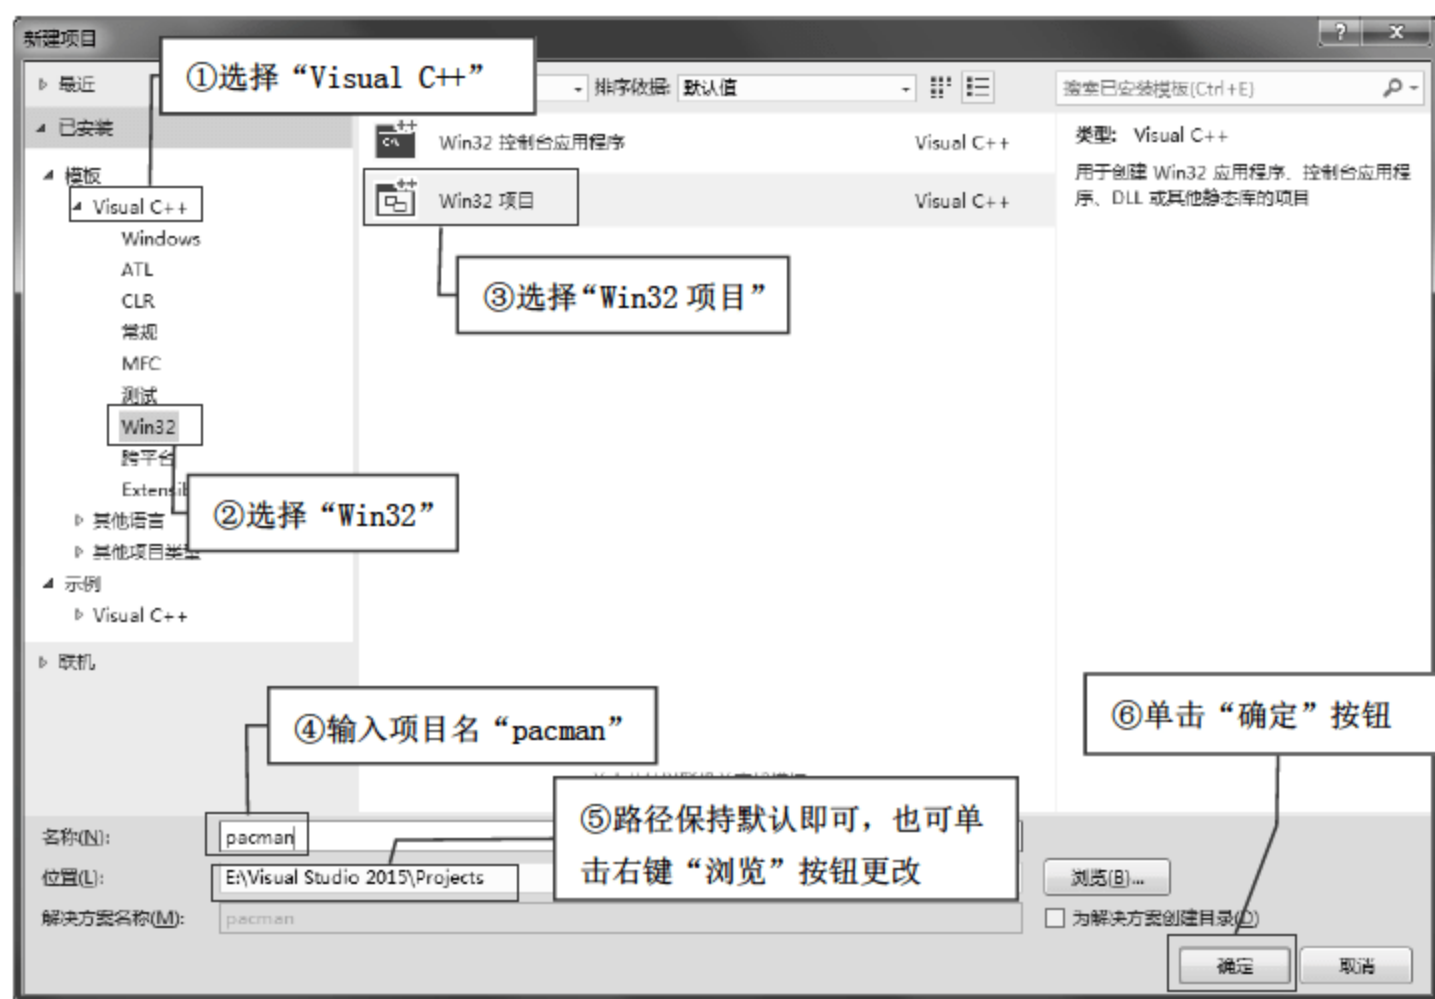 新建项目
①选择“Visual C++”
最近
排序依据: 默认值
搜索已安装模板(Ctrl+E)
已安装
模板
Visual C++
Windows
ATL
CLR
常规
MFC
测试
Win32
跨平台
②选择“Win32”
其他语言
其他项目类型
示例
Visual C++
联机
Win32 控制台应用程序 Visual C++
Win32 项目 Visual C++
③选择“Win32 项目”
类型: Visual C++
用于创建 Win32 应用程序、控制台应用程
序、DLL 或其他静态库的项目
④输入项目名“pacman”
⑤路径保持默认即可，也可单
击右键“浏览”按钮更改
⑥单击“确定”按钮
名称(N): pacman
位置(L): E:\Visual Studio 2015\Projects
浏览(B)...
解决方案名称(M): pacman
为解决方案创建目录(D)
确定 取消